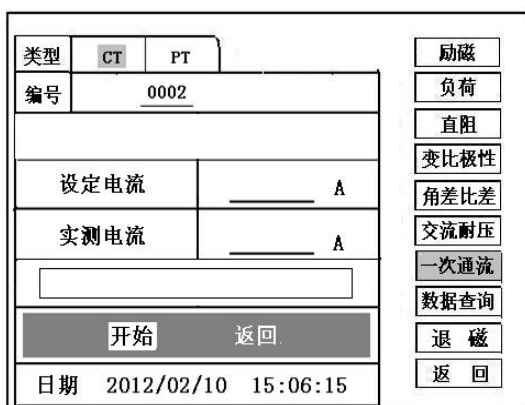 类型 CT PT
编号 0002
设定电流 A
实测电流 A
开始 返回
日期 2012/02/10 15:06:15
励磁
负荷
直阻
变比极性
角差比差
交流耐压
一次通流
数据查询
退 磁
返 回